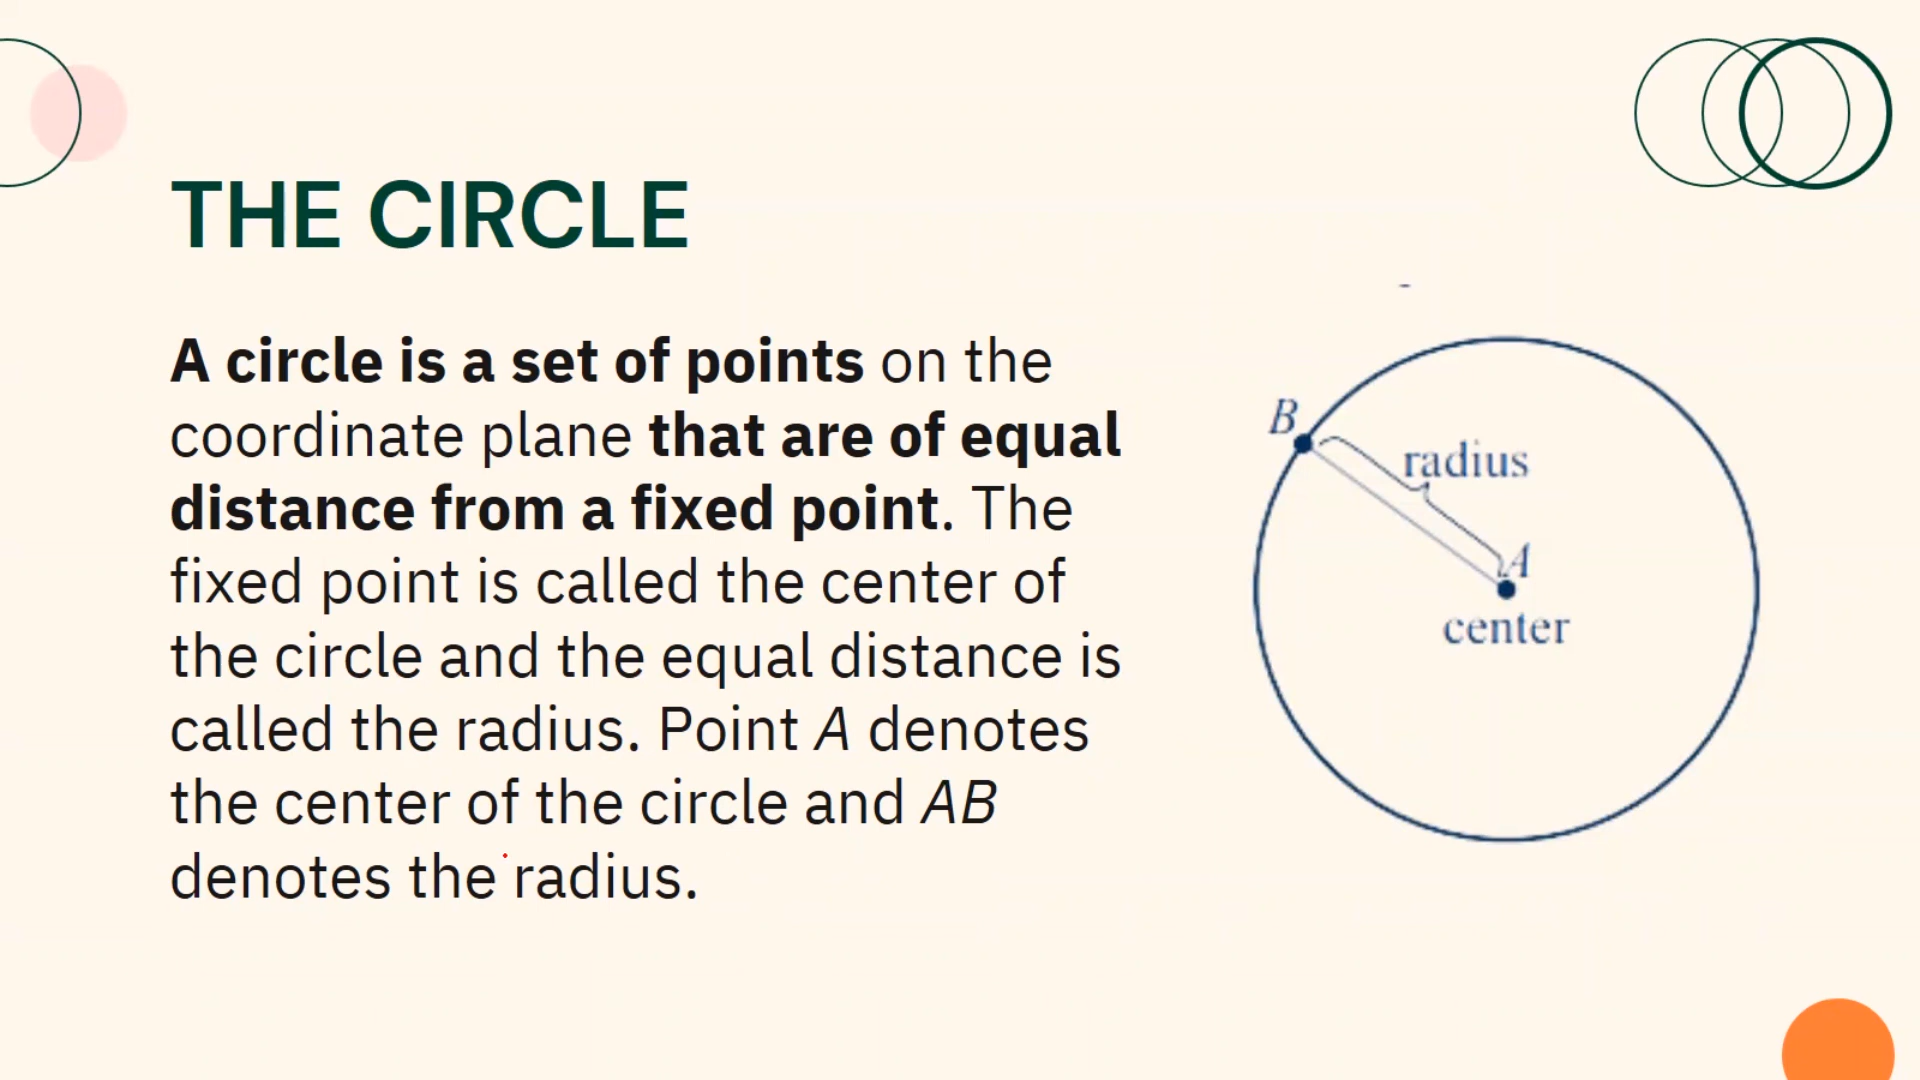 THE CIRCLE
A circle is a set of points on the
coordinate plane that are of equal
distance from a fixed point. The
fixed point is called the center of
the circle and the equal distance is
called the radius. Point A denotes
the center of the circle and AB
denotes the radius.
B
radius
A
center